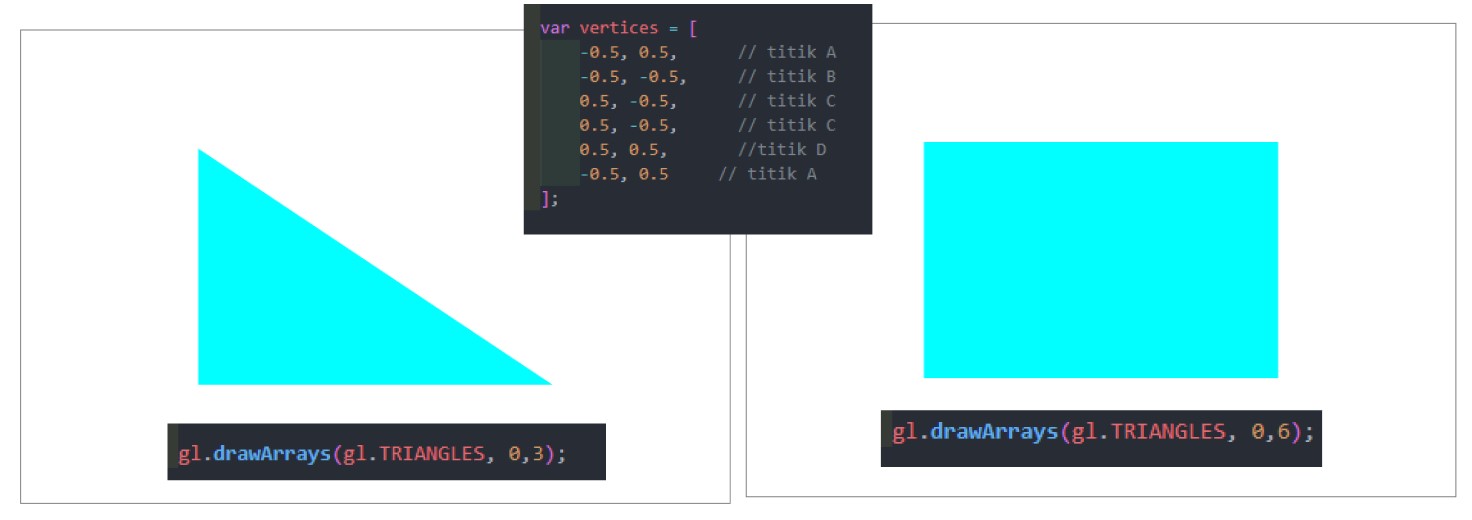 var vertices = [
-0.5, 0.5, // titik A
-0.5, -0.5, // titik B
0.5, -0.5, // titik C
0.5, -0.5, // titik C
0.5, 0.5, //titik D
-0.5, 0.5 // titik A
];
gl.drawArrays(gl.TRIANGLES, 0,3);
gl.drawArrays(gl.TRIANGLES, 0,6);